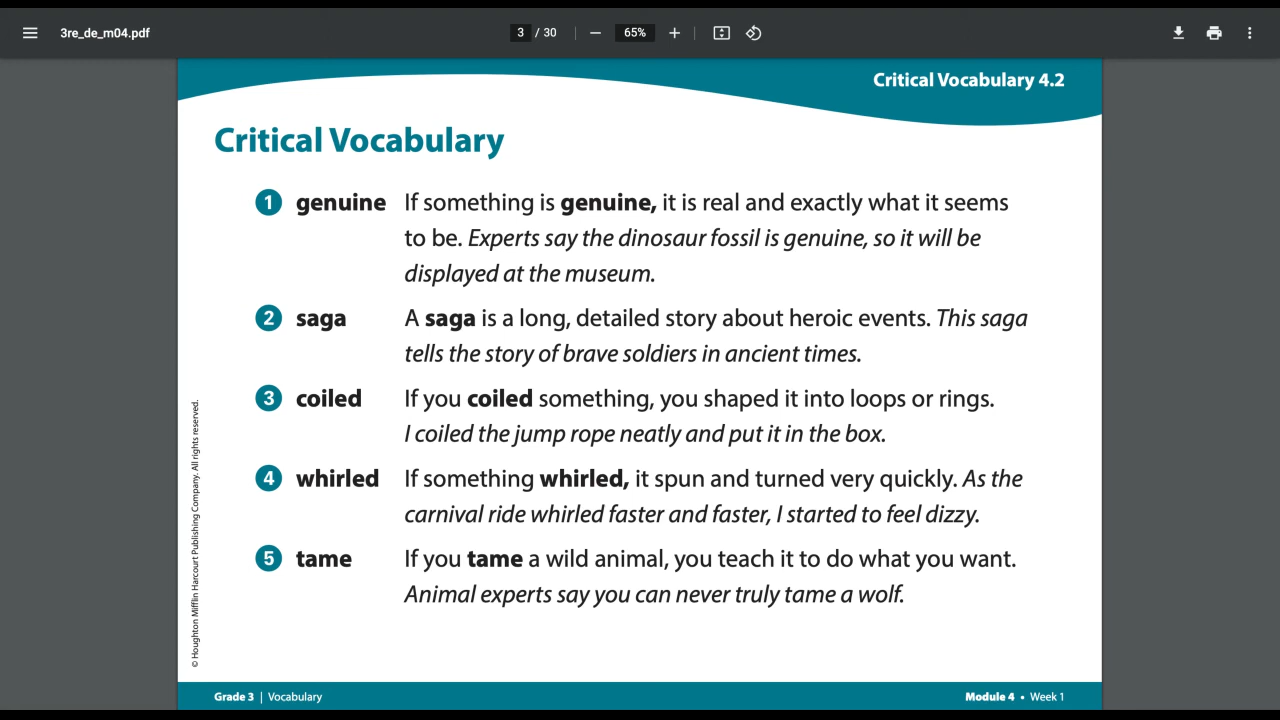 3re_de_m04.pdf
3 / 30
65%
Critical Vocabulary 4.2
Critical Vocabulary
1 genuine If something is genuine, it is real and exactly what it seems
to be. Experts say the dinosaur fossil is genuine, so it will be
displayed at the museum.
2 saga A saga is a long, detailed story about heroic events. This saga
tells the story of brave soldiers in ancient times.
3 coiled If you coiled something, you shaped it into loops or rings.
I coiled the jump rope neatly and put it in the box.
4 whirled If something whirled, it spun and turned very quickly. As the
carnival ride whirled faster and faster, I started to feel dizzy.
5 tame If you tame a wild animal, you teach it to do what you want.
Animal experts say you can never truly tame a wolf.
© Houghton Mifflin Harcourt Publishing Company. All rights reserved.
Grade 3 | Vocabulary
Module 4 • Week 1